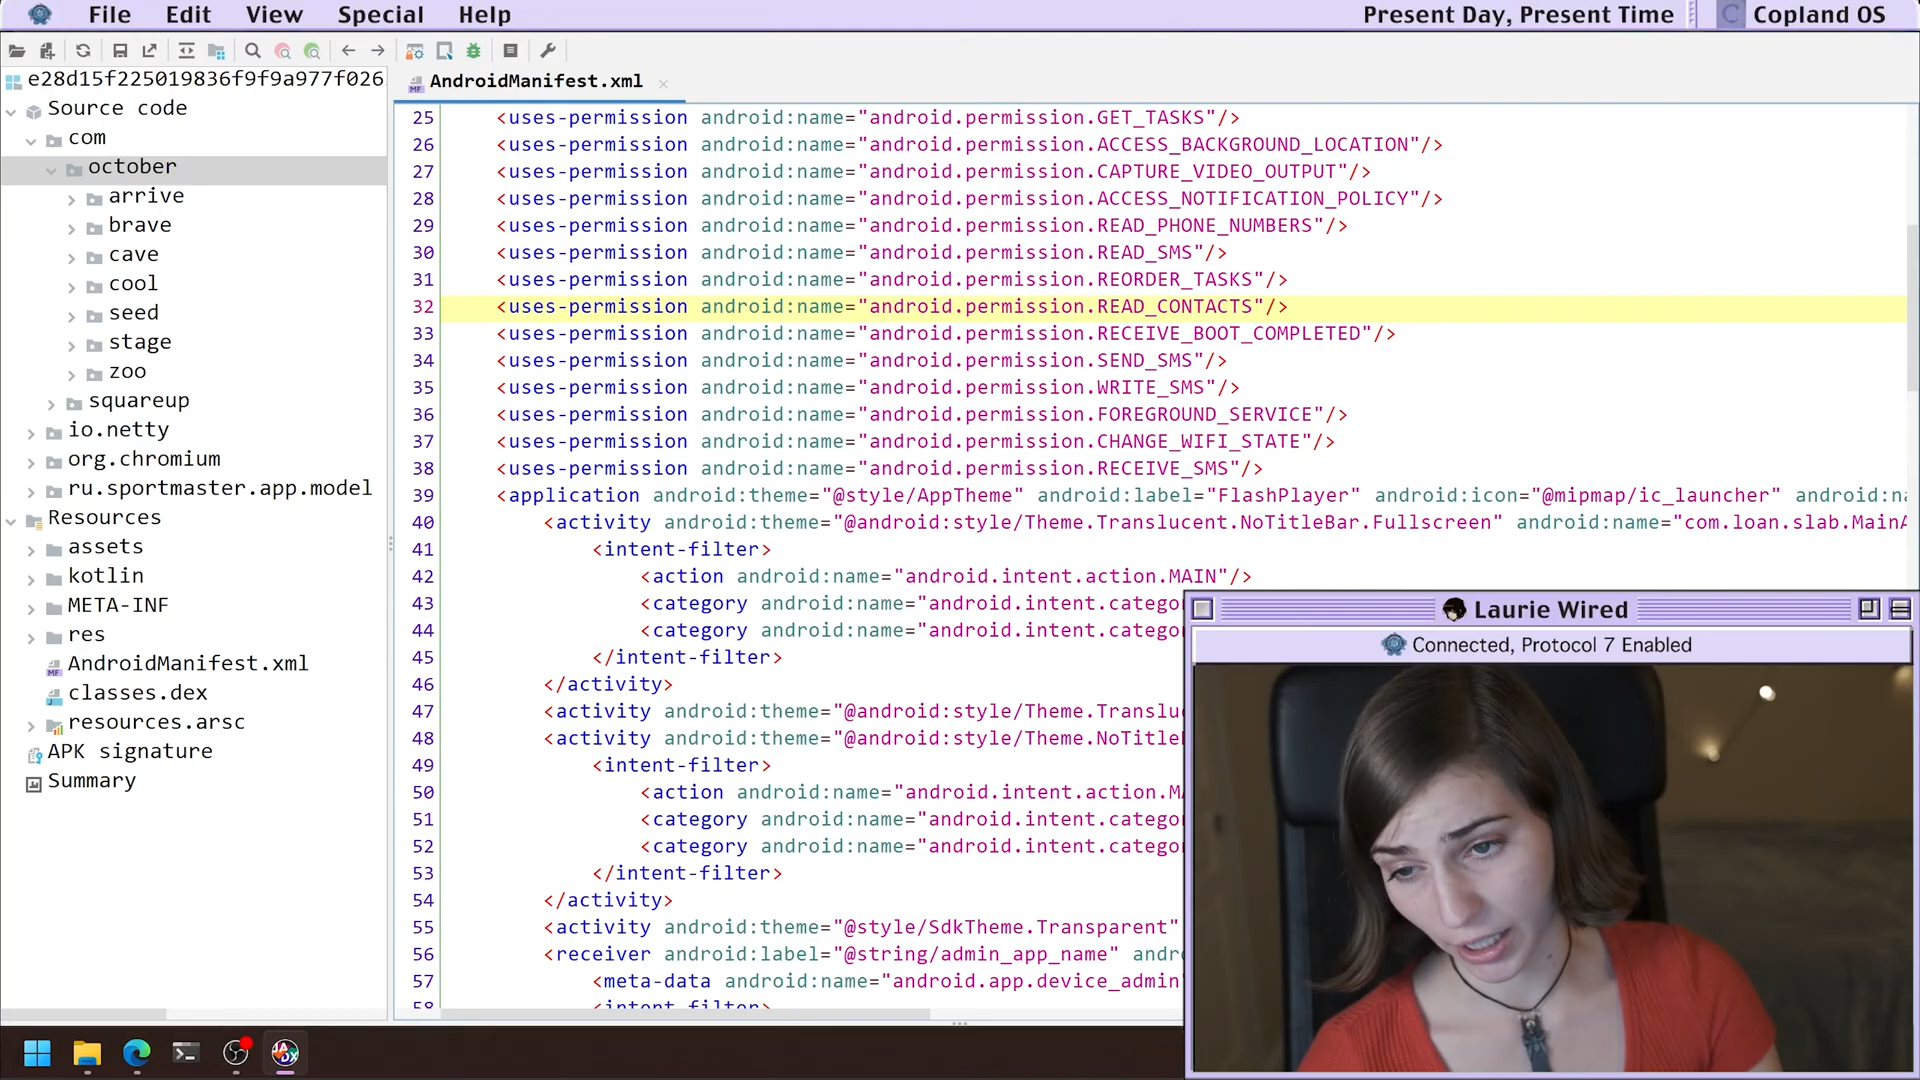 File Edit View Special Help
Present Day, Present Time
C Copland OS
e28d15f225019836f9f9a977f026
AndroidManifest.xml
Source code
com
october
arrive
brave
cave
cool
seed
stage
zoo
squareup
io.netty
org.chromium
ru.sportmaster.app.model
Resources
assets
kotlin
META-INF
res
AndroidManifest.xml
classes.dex
resources.arsc
APK signature
Summary
25 <uses-permission android:name="android.permission.GET_TASKS"/>
26 <uses-permission android:name="android.permission.ACCESS_BACKGROUND_LOCATION"/>
27 <uses-permission android:name="android.permission.CAPTURE_VIDEO_OUTPUT"/>
28 <uses-permission android:name="android.permission.ACCESS_NOTIFICATION_POLICY"/>
29 <uses-permission android:name="android.permission.READ_PHONE_NUMBERS"/>
30 <uses-permission android:name="android.permission.READ_SMS"/>
31 <uses-permission android:name="android.permission.REORDER_TASKS"/>
32 <uses-permission android:name="android.permission.READ_CONTACTS"/>
33 <uses-permission android:name="android.permission.RECEIVE_BOOT_COMPLETED"/>
34 <uses-permission android:name="android.permission.SEND_SMS"/>
35 <uses-permission android:name="android.permission.WRITE_SMS"/>
36 <uses-permission android:name="android.permission.FOREGROUND_SERVICE"/>
37 <uses-permission android:name="android.permission.CHANGE_WIFI_STATE"/>
38 <uses-permission android:name="android.permission.RECEIVE_SMS"/>
39 <application android:theme="@style/AppTheme" android:label="FlashPlayer" android:icon="@mipmap/ic_launcher" android:na
40 <activity android:theme="@android:style/Theme.Translucent.NoTitleBar.Fullscreen" android:name="com.loan.slab.MainA
41 <intent-filter>
42 <action android:name="android.intent.action.MAIN"/>
43 <category android:name="android.intent.catego
44 <category android:name="android.intent.catego
45 </intent-filter>
46 </activity>
47 <activity android:theme="@android:style/Theme.Transluc
48 <activity android:theme="@android:style/Theme.NoTitleB
49 <intent-filter>
50 <action android:name="android.intent.action.MA
51 <category android:name="android.intent.catego
52 <category android:name="android.intent.catego
53 </intent-filter>
54 </activity>
55 <activity android:theme="@style/SdkTheme.Transparent"
56 <receiver android:label="@string/admin_app_name" andro
57 <meta-data android:name="android.app.device_admin"
58 <intent-filter>
Laurie Wired
Connected, Protocol 7 Enabled